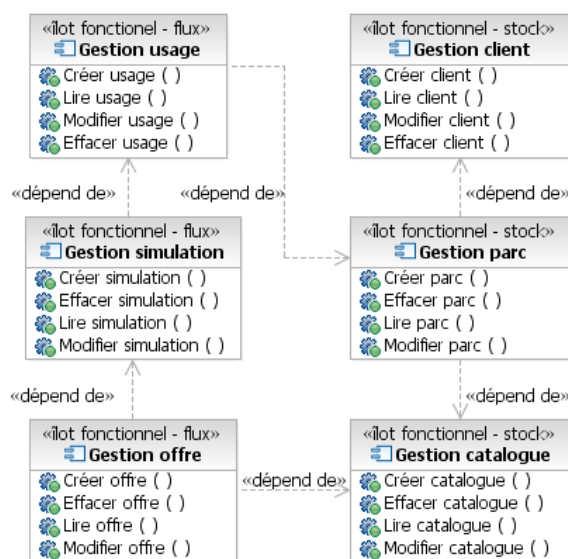 «îlot fonctionel - flux»
Gestion usage
Créer usage ( )
Lire usage ( )
Modifier usage ( )
Effacer usage ( )
«îlot fonctionnel - stock»
Gestion client
Créer client ( )
Lire client ( )
Modifier client ( )
Effacer client ( )
«dépend de»
«dépend de»
«dépend de»
«îlot fonctionnel - flux»
Gestion simulation
Créer simulation ( )
Effacer simulation ( )
Lire simulation ( )
Modifier simulation ( )
«îlot fonctionnel - stock»
Gestion parc
Créer parc ( )
Effacer parc ( )
Lire parc ( )
Modifier parc ( )
«dépend de»
«dépend de»
«îlot fonctionnel - flux»
Gestion offre
Créer offre ( )
Effacer offre ( )
Lire offre ( )
Modifier offre ( )
«dépend de»
«îlot fonctionnel - stock»
Gestion catalogue
Créer catalogue ( )
Effacer catalogue ( )
Lire catalogue ( )
Modifier catalogue ( )